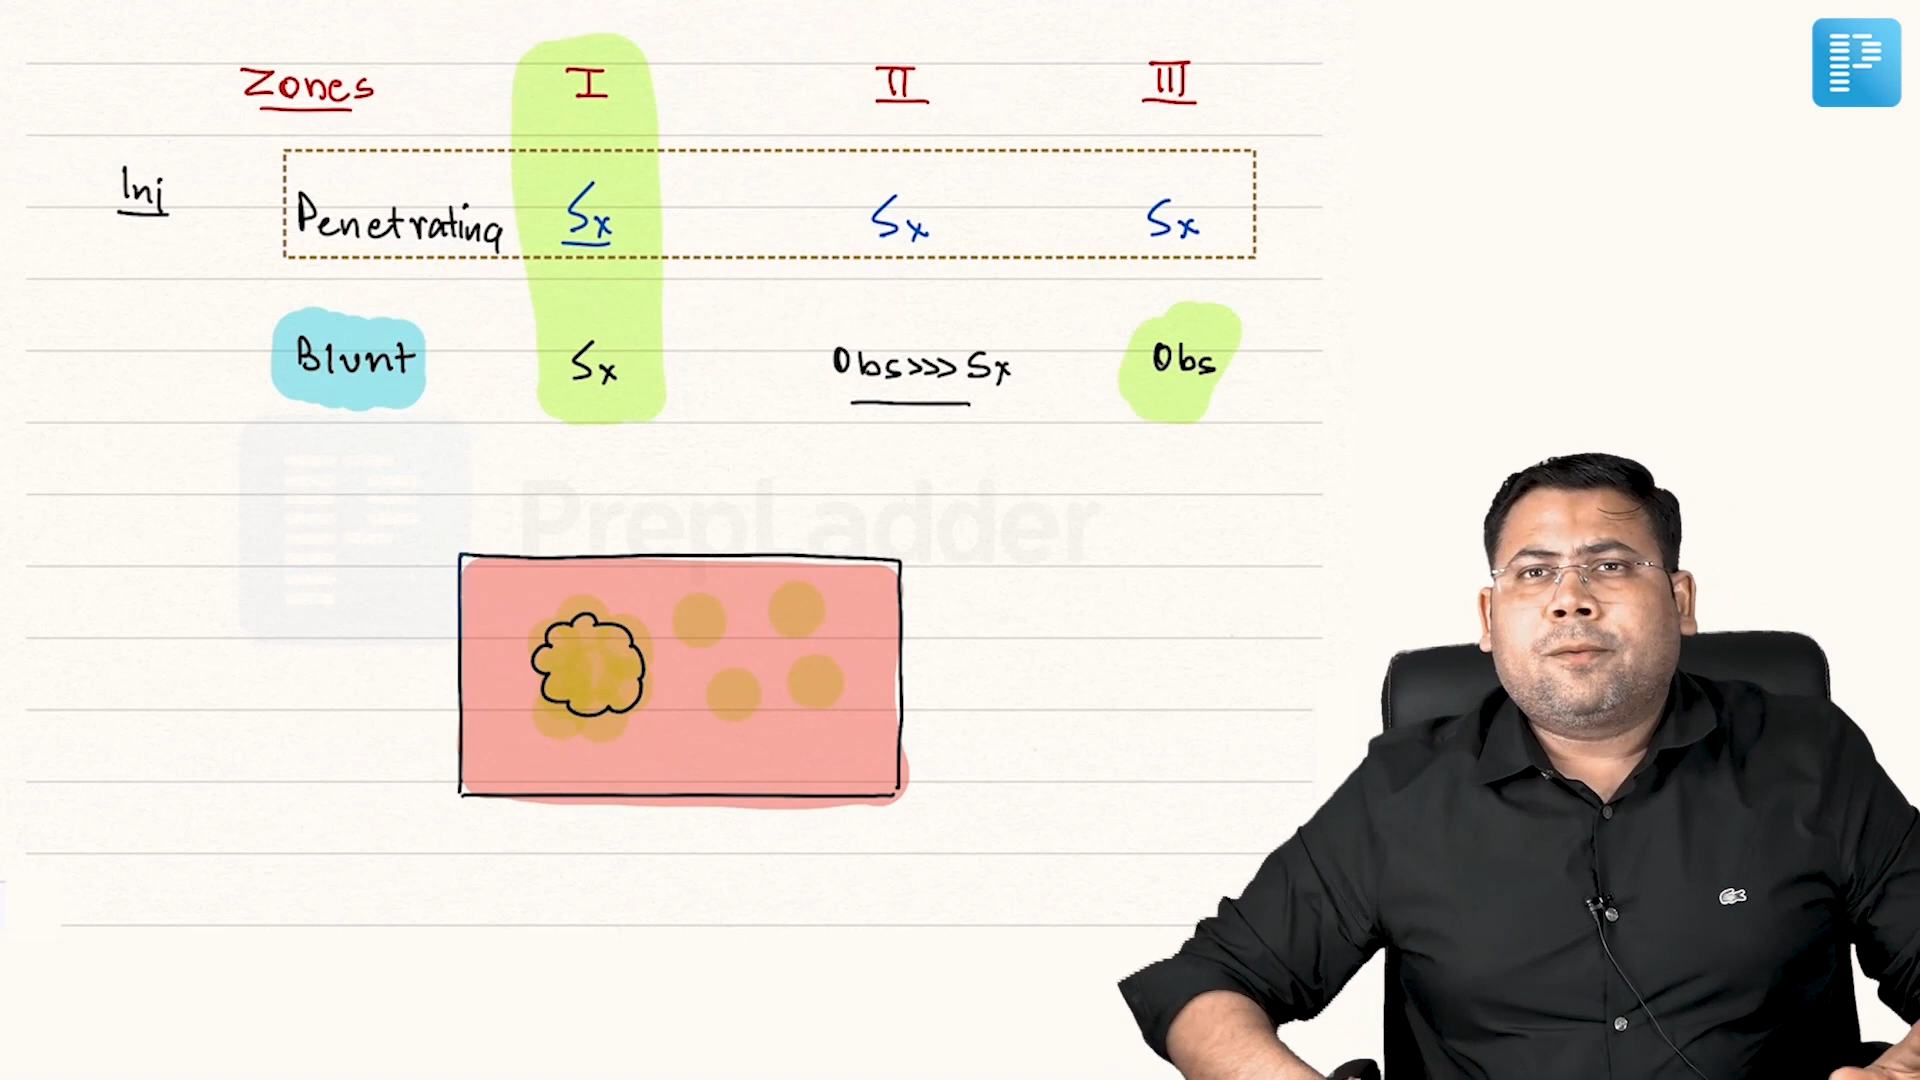 Zones I II III
Inj Penetrating Sx Sx Sx
Blunt Sx Obs>>>Sx Obs
PrepLadder